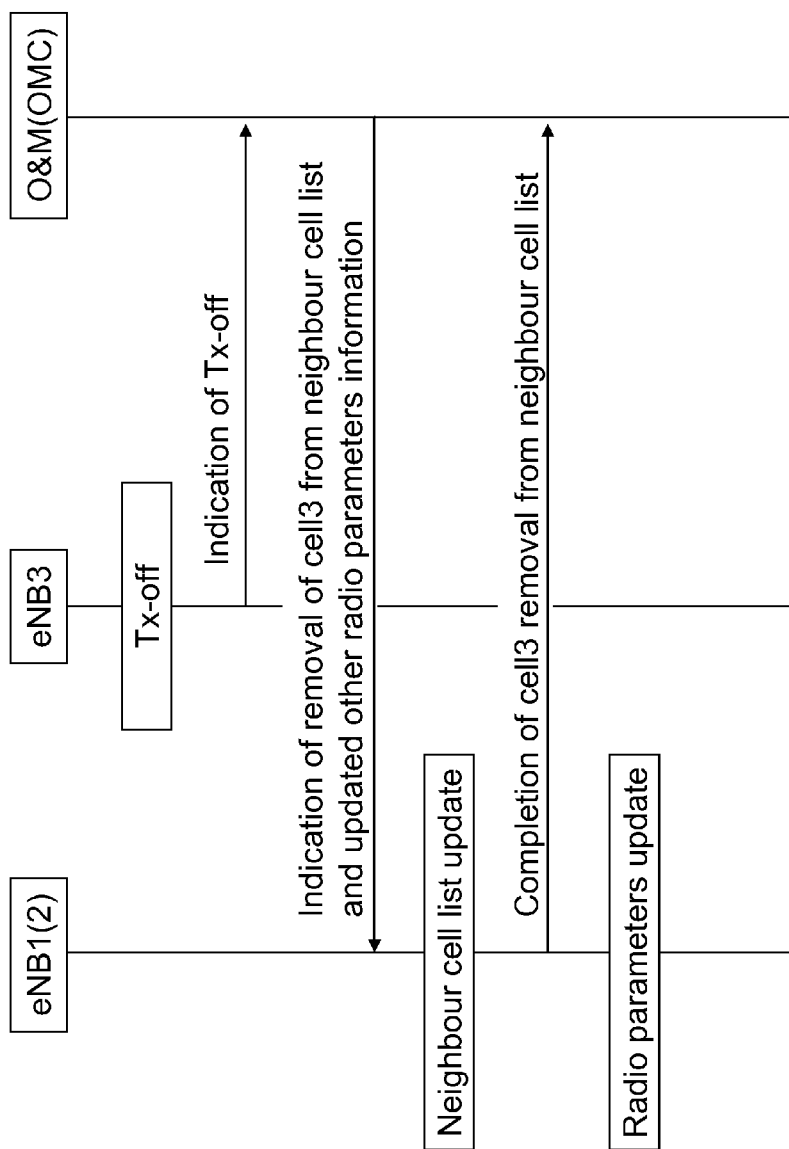 eNB1(2)
eNB3
O&M(OMC)
Tx-off
Indication of Tx-off
Indication of removal of cell3 from neighbour cell list
and updated other radio parameters information
Neighbour cell list update
Completion of cell3 removal from neighbour cell list
Radio parameters update